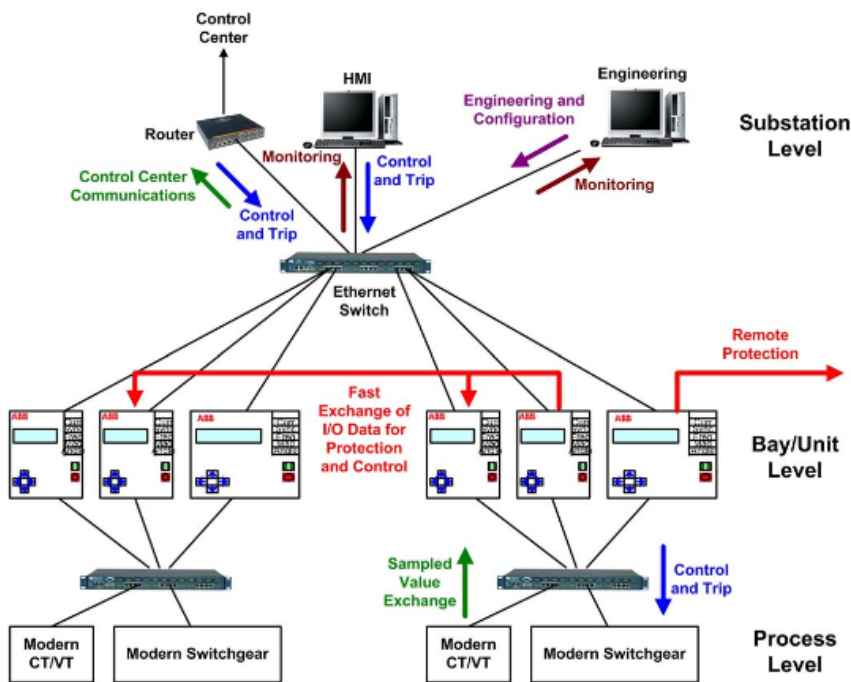 Control
Center
HMI
Engineering
Engineering and
Configuration
Substation
Level
Router
Monitoring
Control
and Trip
Monitoring
Control Center
Communications
Control
and Trip
Ethernet
Switch
Remote
Protection
Fast
Exchange of
I/O Data for
Protection
and Control
ABB
ABB
ABB
ABB
ABB
ABB
Bay/Unit
Level
Sampled
Value
Exchange
Control
and Trip
Modern
CT/VT
Modern Switchgear
Modern
CT/VT
Modern Switchgear
Process
Level